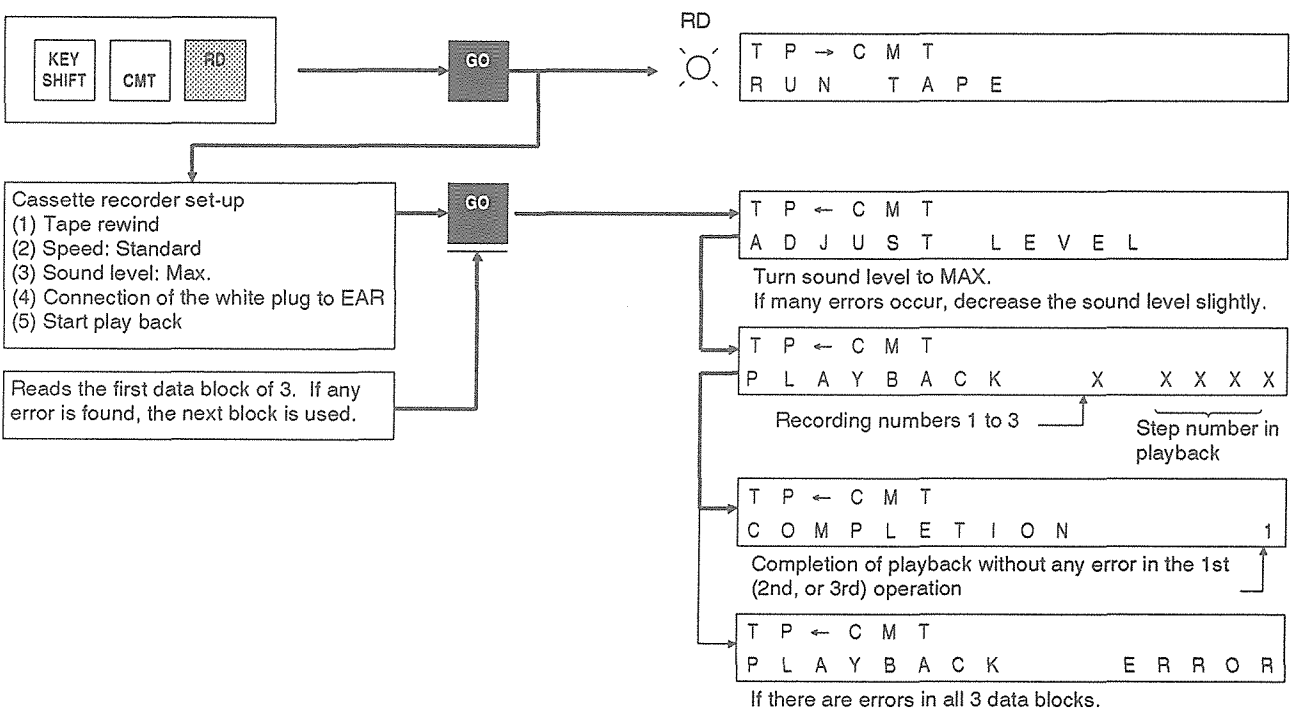 KEY SHIFT
CMT
RD
GO
RD
T P → C M T
R U N T A P E
Cassette recorder set-up
(1) Tape rewind
(2) Speed: Standard
(3) Sound level: Max.
(4) Connection of the white plug to EAR
(5) Start play back
GO
T P ← C M T
A D J U S T L E V E L
Turn sound level to MAX.
If many errors occur, decrease the sound level slightly.
Reads the first data block of 3. If any
error is found, the next block is used.
T P ← C M T
P L A Y B A C K X X X X X
Recording numbers 1 to 3
Step number in
playback
T P ← C M T
C O M P L E T I O N 1
Completion of playback without any error in the 1st
(2nd, or 3rd) operation
T P ← C M T
P L A Y B A C K E R R O R
If there are errors in all 3 data blocks.